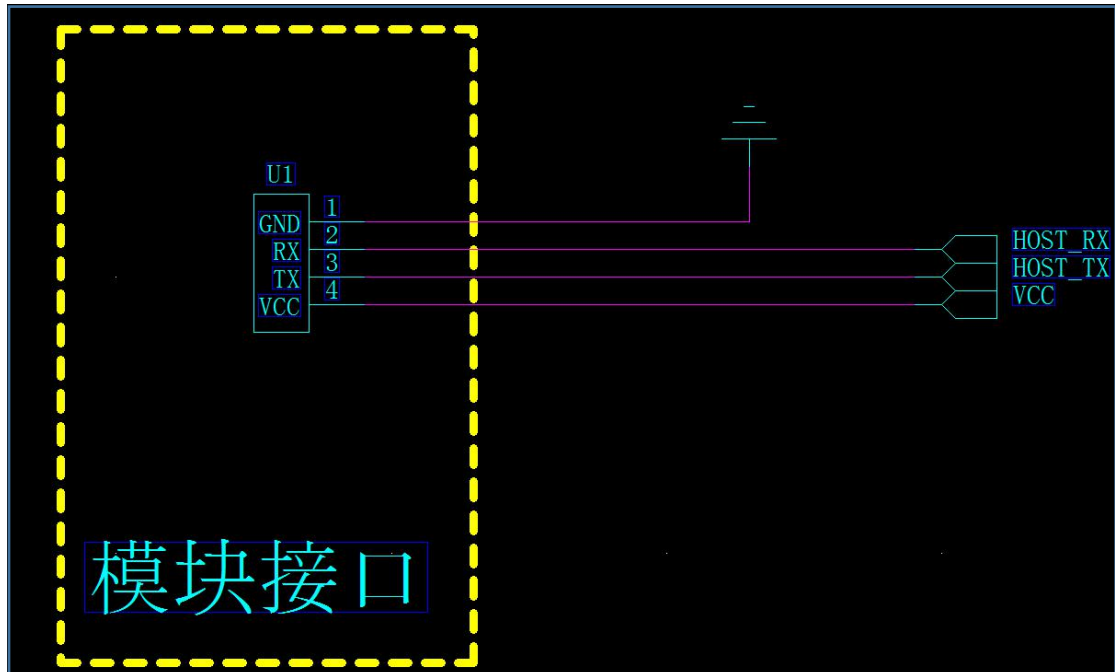 U1
GND 1
RX 2
TX 3
VCC 4
HOST_RX
HOST_TX
VCC
模块接口